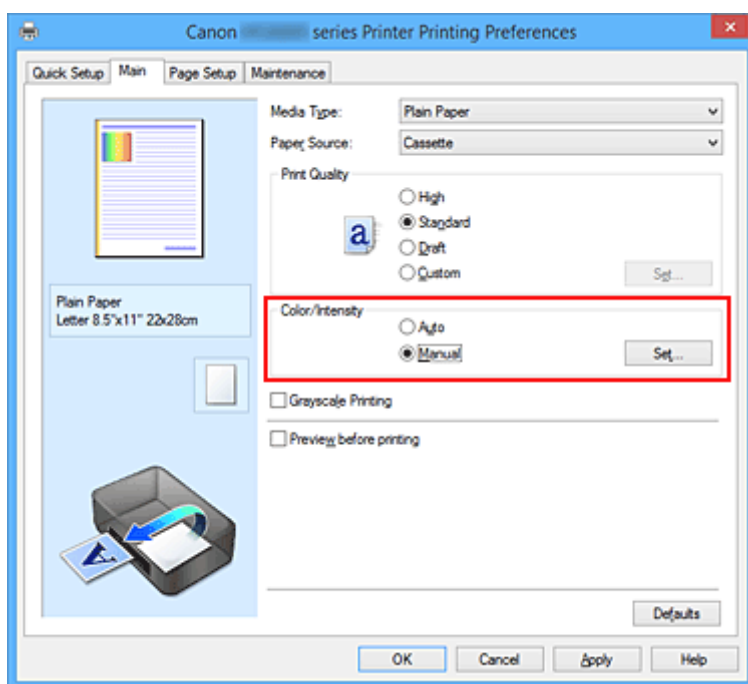 Canon series Printer Printing Preferences
Quick Setup Main Page Setup Maintenance
Media Type: Plain Paper
Paper Source: Cassette
Print Quality
High
Standard
a
Draft
Custom
Set...
Plain Paper
Letter 8.5"x11" 22x28cm
Color/Intensity
Auto
Manual
Set...
Grayscale Printing
Preview before printing
A
Defaults
OK Cancel Apply Help